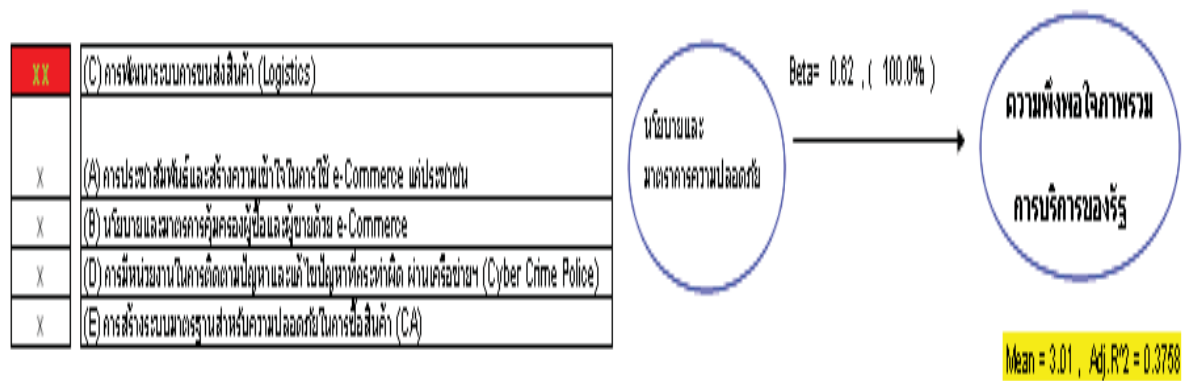 XX (C) การพัฒนาระบบการขนส่งสินค้า (Logistics)
X (A) การประชาสัมพันธ์และสร้างความเข้าใจในการใช้ e-Commerce แก่ประชาชน
X (B) นโยบายและมาตรการคุ้มครองผู้ซื้อและผู้ขายด้วย e-Commerce
X (D) การมีหน่วยงานในการติดตามปัญหาและแก้ไขปัญหาที่กระทำผิด ผ่านเครือข่ายฯ (Cyber Crime Police)
X (E) การสร้างระบบมาตรฐานสำหรับความปลอดภัยในการซื้อสินค้า (CA)
นโยบายและ
มาตราการความปลอดภัย
Beta= 0.62 ,( 100.0% )
ความพึงพอใจภาพรวม
การบริการของรัฐ
Mean = 3.01 , Adj.R^2 = 0.3758